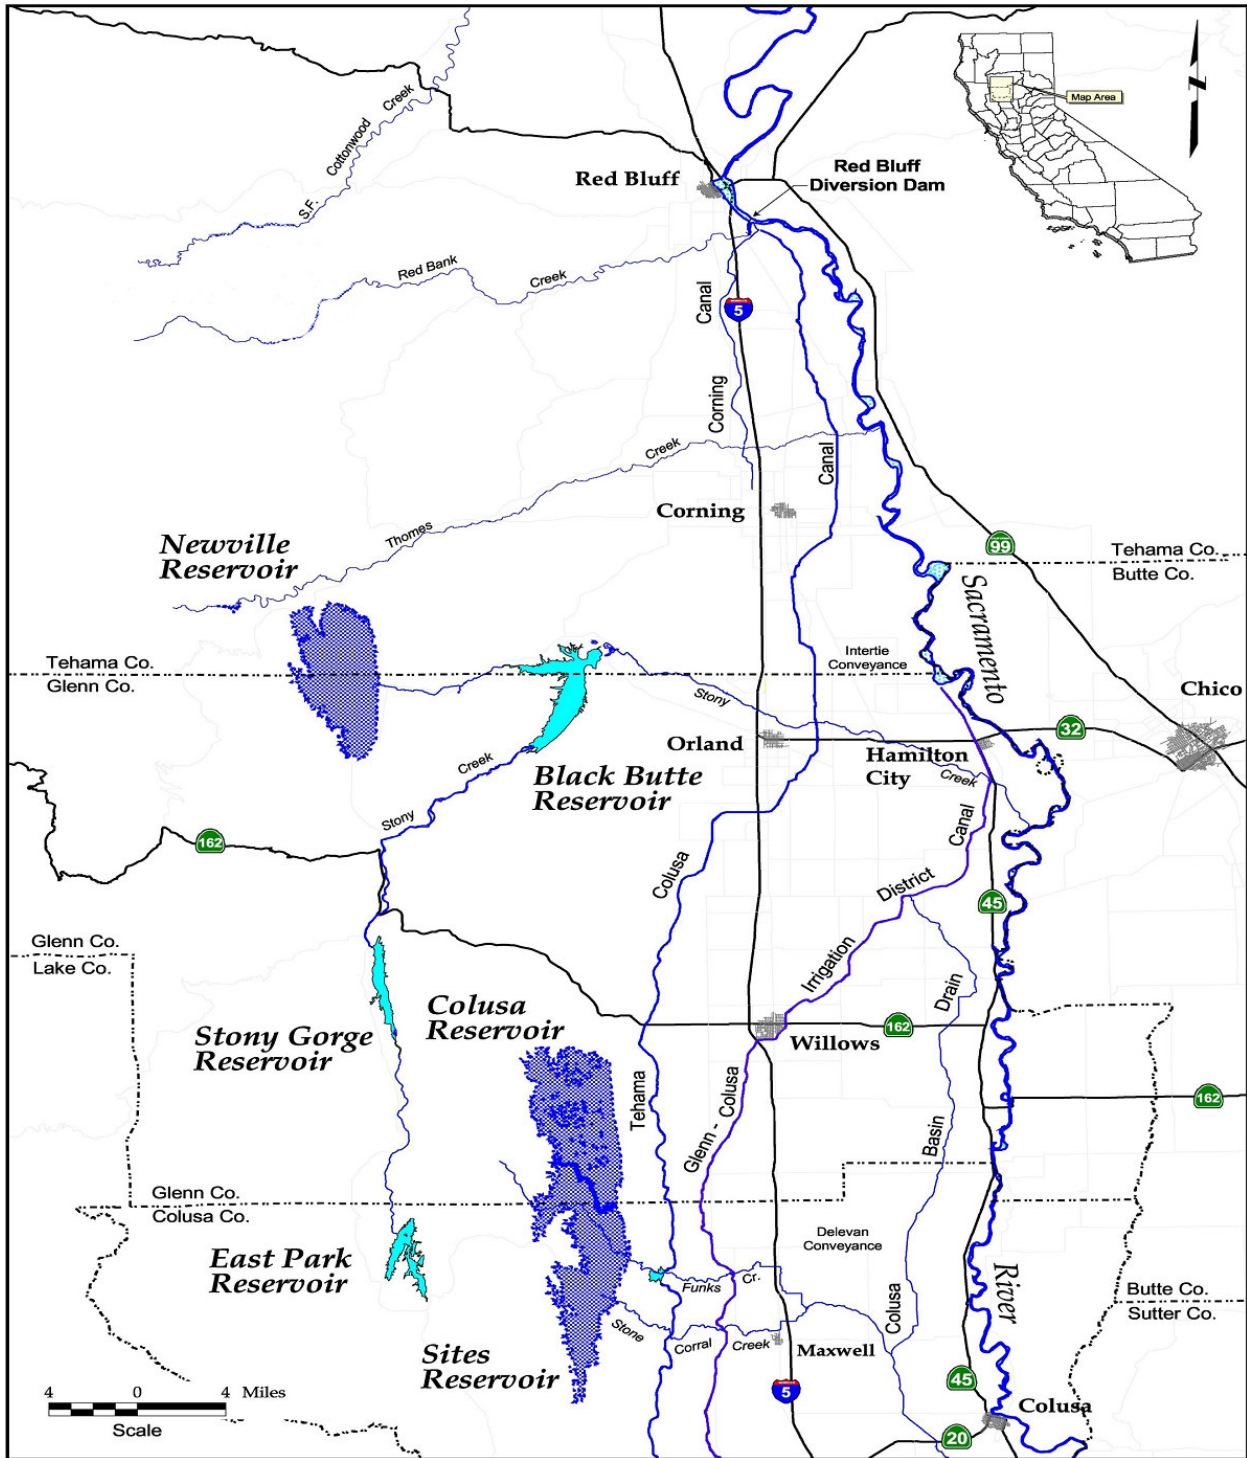 Map Area
Z
Red Bluff
Red Bluff
Diversion Dam
S.F.
Cottonwood
Creek
Red Bank
Creek
Canal
5
Corning
Canal
Creek
Thomes
Corning
Newville
Reservoir
99
Tehama Co.
Butte Co.
Sacramento
Intertie
Conveyance
Tehama Co.
Glenn Co.
Stony
Chico
Orland
Hamilton
City
32
Creek
Black Butte
Reservoir
Creek
Stony
162
Canal
Colusa
District
45
Irrigation
Drain
Glenn Co.
Lake Co.
Colusa
Reservoir
Stony Gorge
Reservoir
Willows
162
Tehama
Glenn - Colusa
Basin
162
Glenn Co.
Colusa Co.
East Park
Reservoir
Delevan
Conveyance
Funks
Cr.
River
Butte Co.
Sutter Co.
Stone
Corral
Creek
Maxwell
Colusa
Sites
Reservoir
5
45
Colusa
20
4 0 4 Miles
Scale